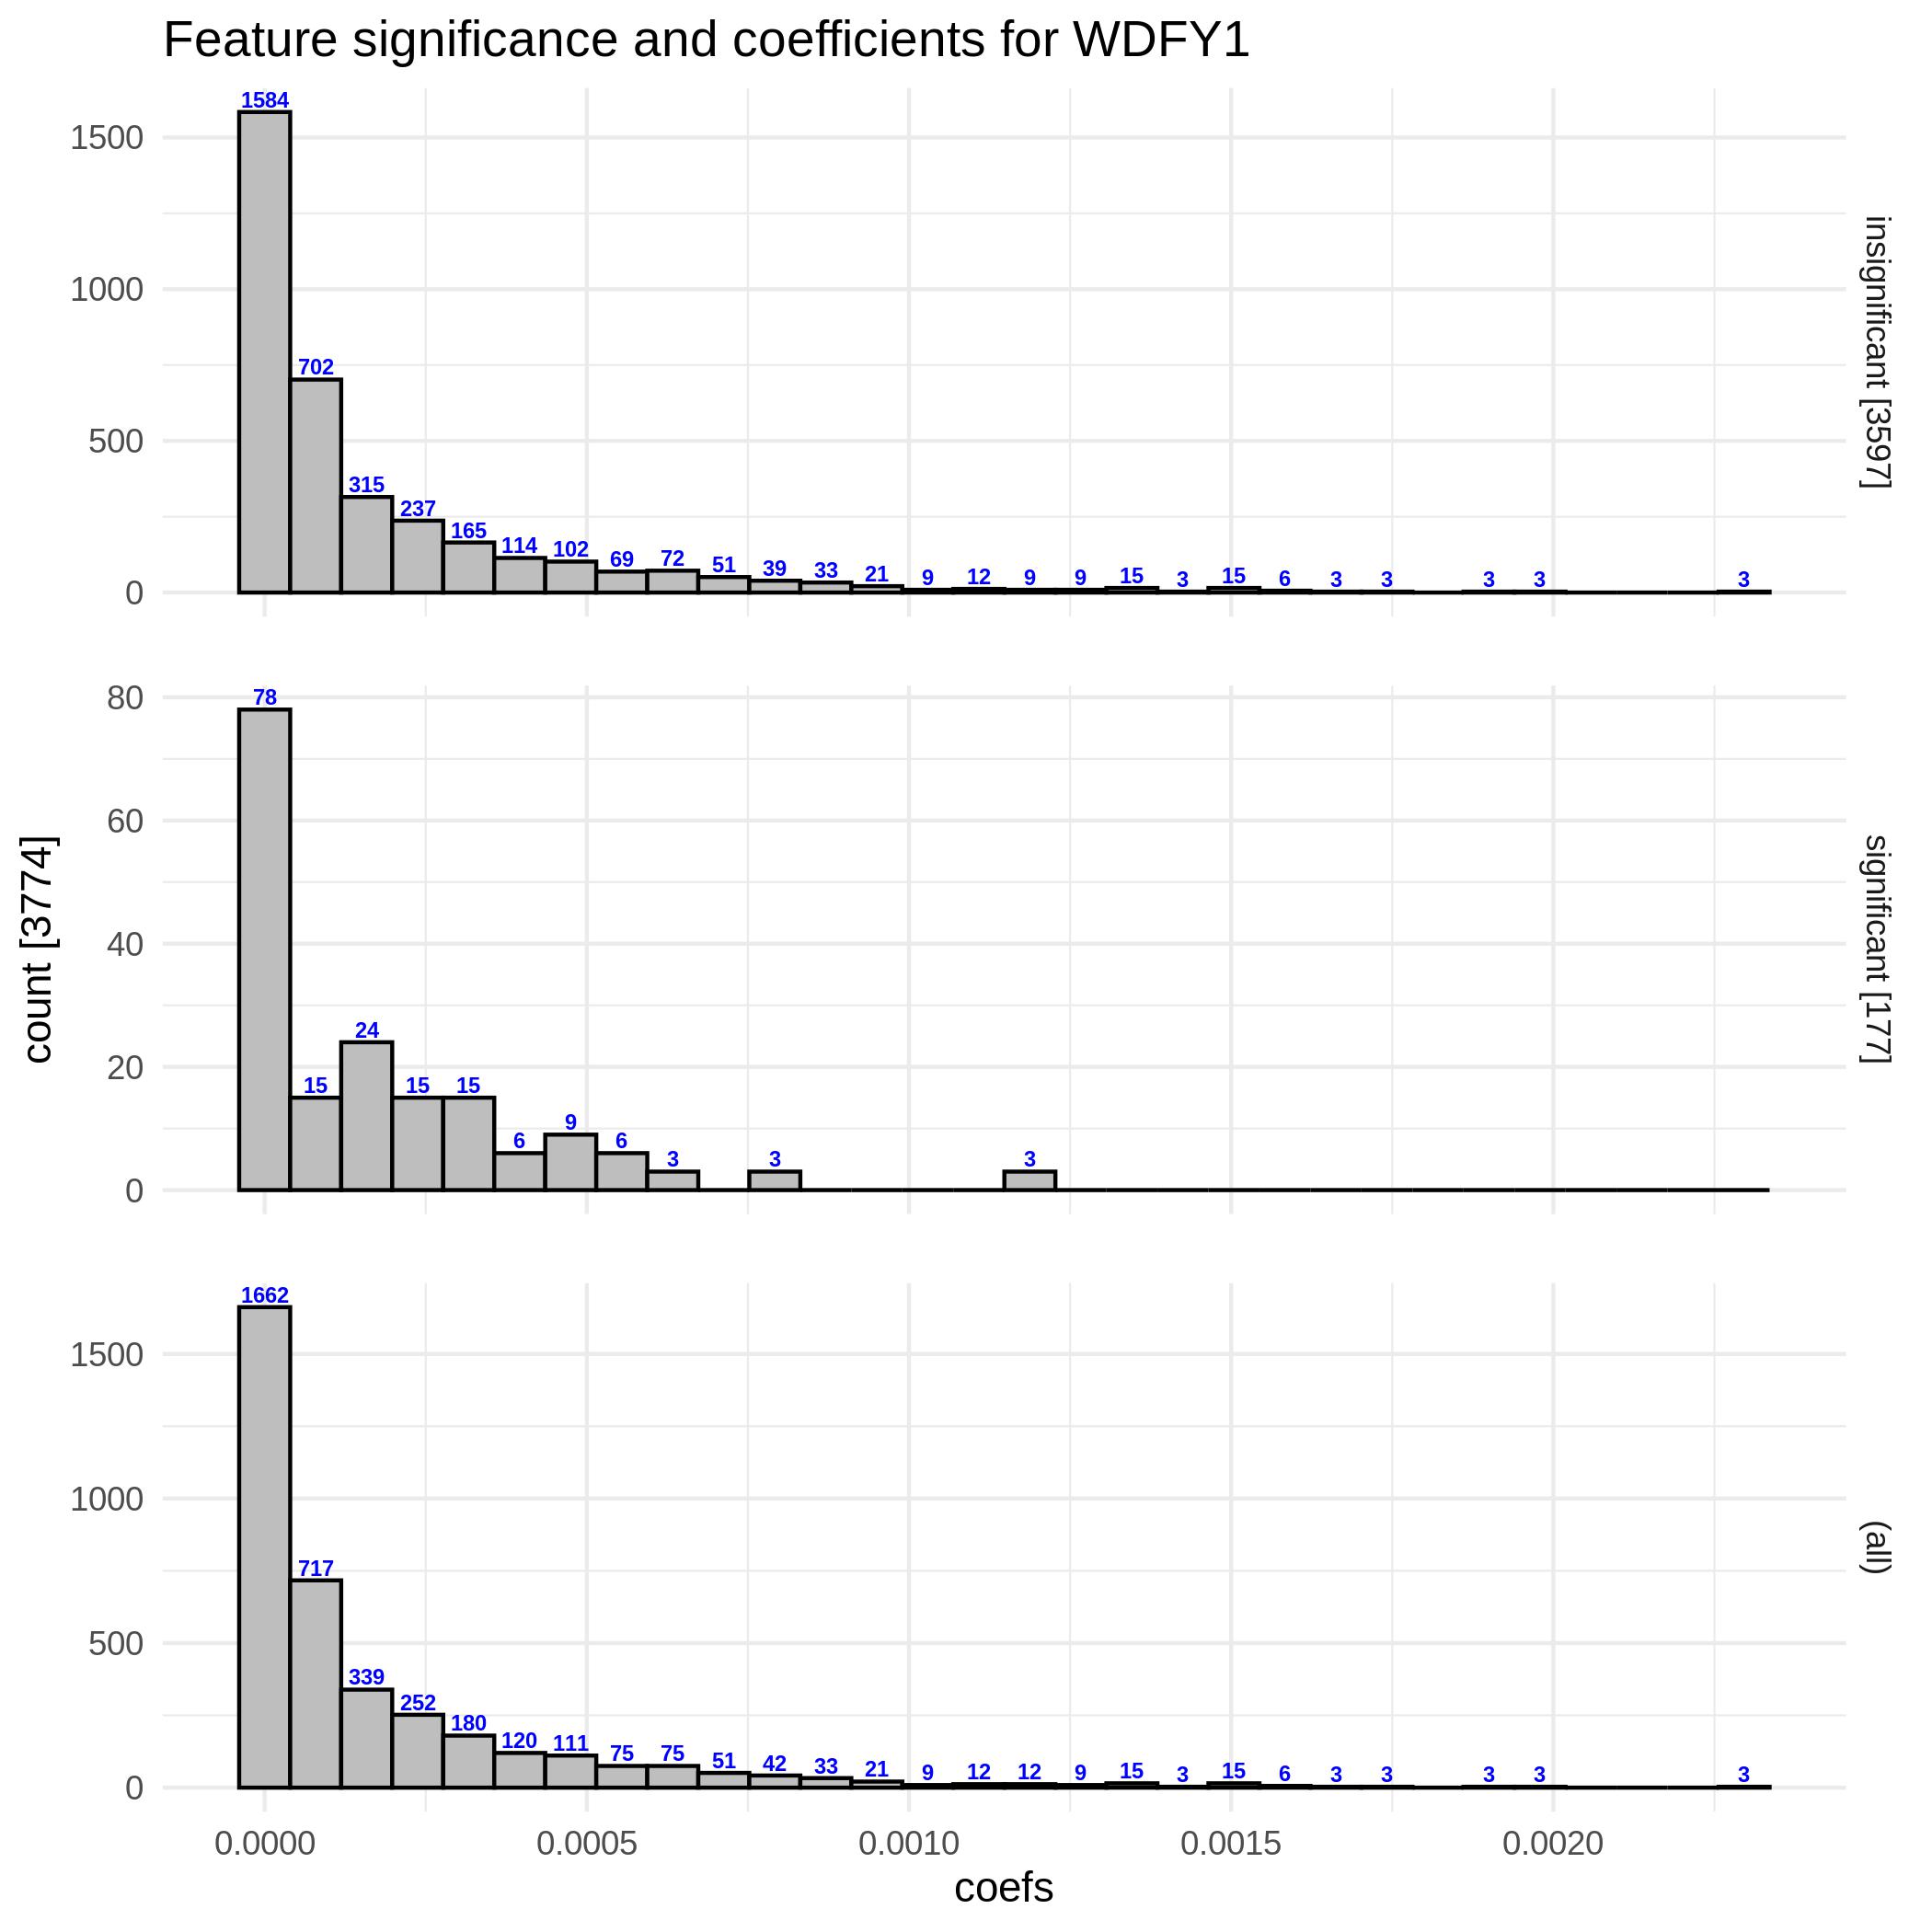 Feature significance and coefficients for WDFY1
1584
1500
1000
702
500
315
237
165
114 102 69 72 51 39 33 21 9 12 9 9 15 3 15 6 3 3 3 3 3
0
insignificant [3597]
80
78
60
40
24
20
15 15 15
6 9 6 3 3 3
0
significant [177]
count [3774]
1662
1500
1000
717
500
339
252
180
120 111 75 75 51 42 33 21 9 12 12 9 15 3 15 6 3 3 3 3 3
0
(all)
0.0000 0.0005 0.0010 0.0015 0.0020
coefs